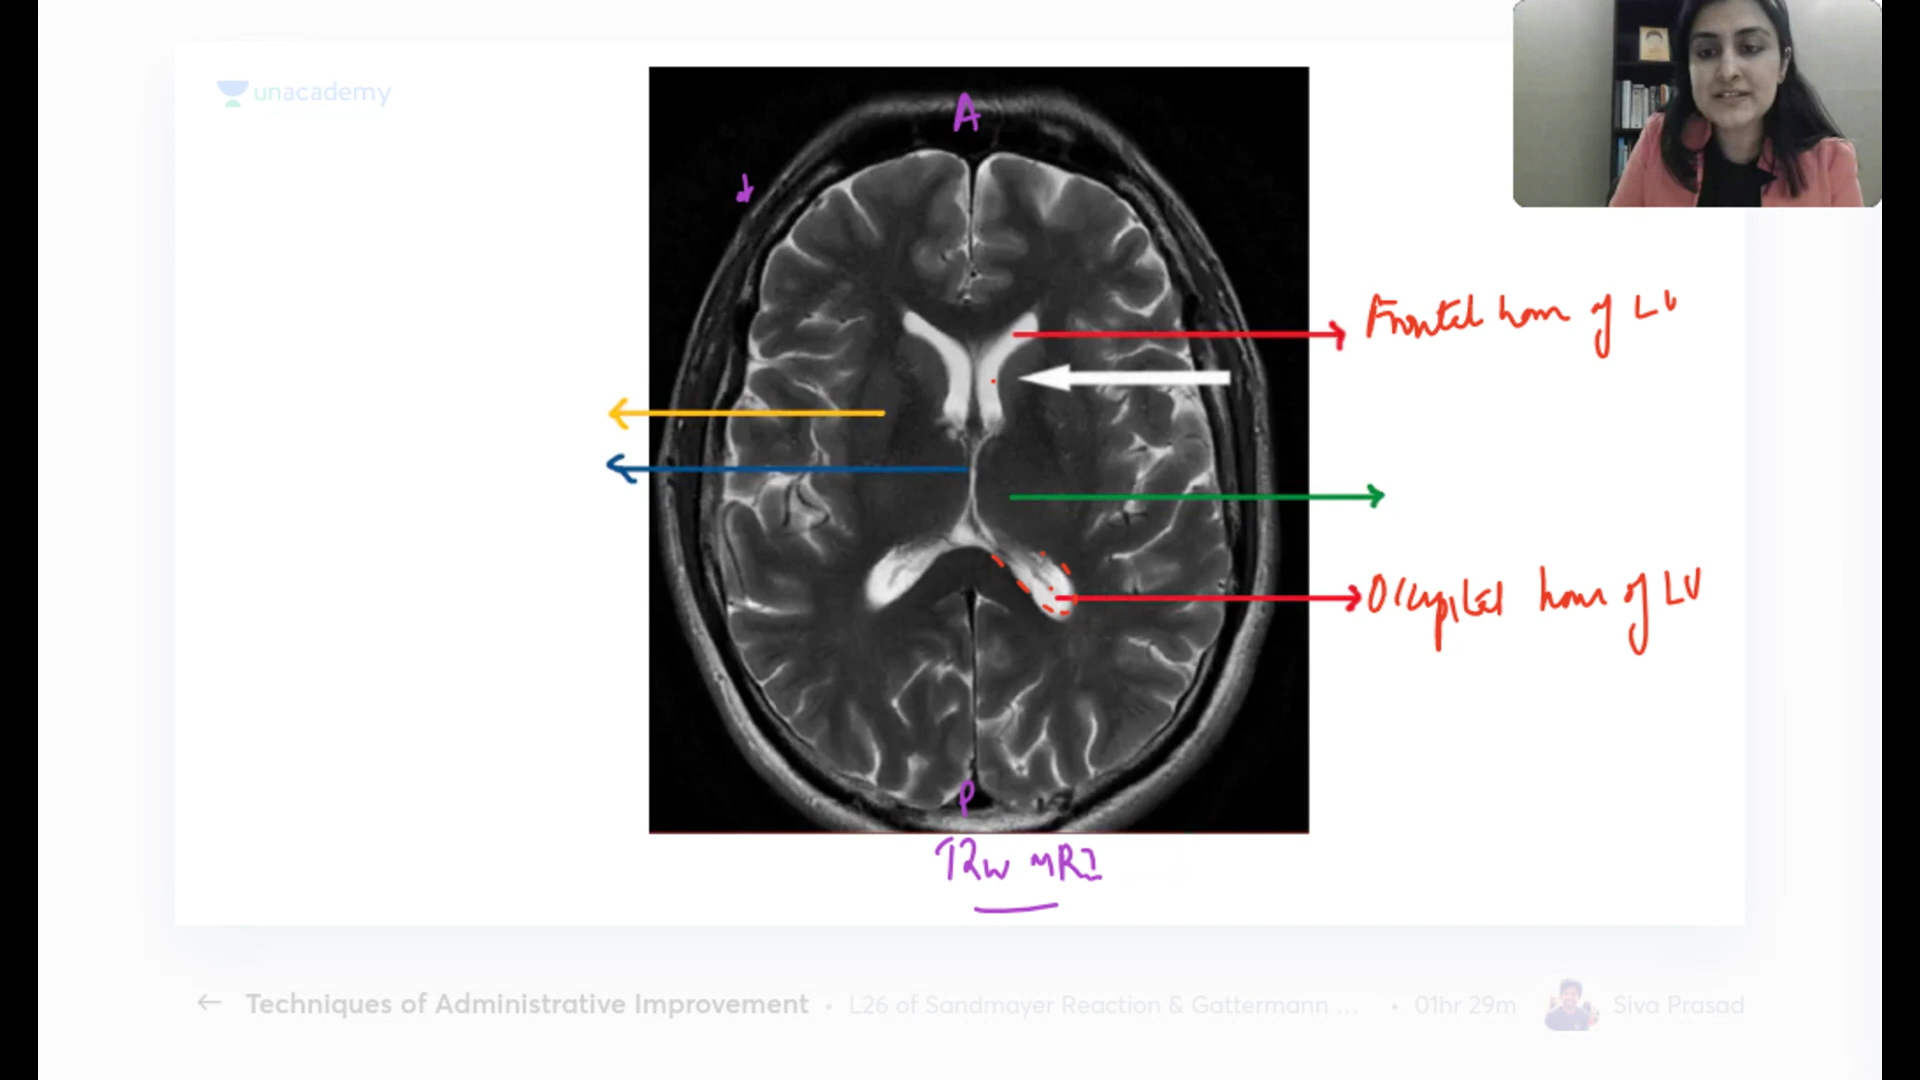 unacademy
A
Frontal horn of LV
Occipital horn of LV
P
T2W MRI
Techniques of Administrative Improvement • L26 of Sandmayer Reaction & Gattermann ... • 01hr 29m Siva Prasad